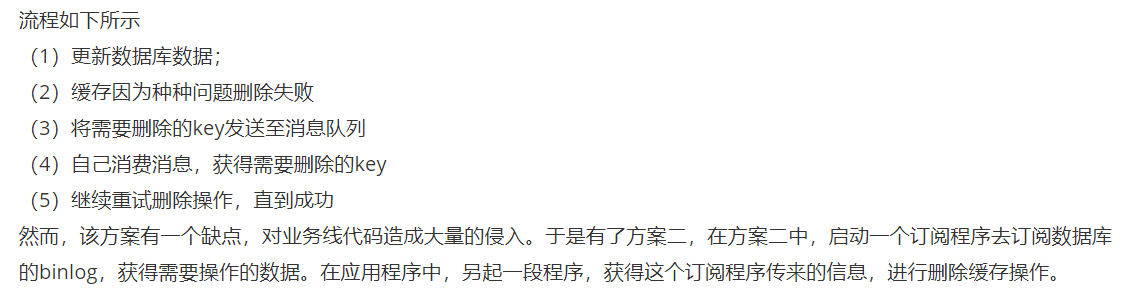 流程如下所示
（1）更新数据库数据；
（2）缓存因为种种问题删除失败
（3）将需要删除的key发送至消息队列
（4）自己消费消息，获得需要删除的key
（5）继续重试删除操作，直到成功
然而，该方案有一个缺点，对业务线代码造成大量的侵入。于是有了方案二，在方案二中，启动一个订阅程序去订阅数据库
的binlog，获得需要操作的数据。在应用程序中，另起一段程序，获得这个订阅程序传来的信息，进行删除缓存操作。